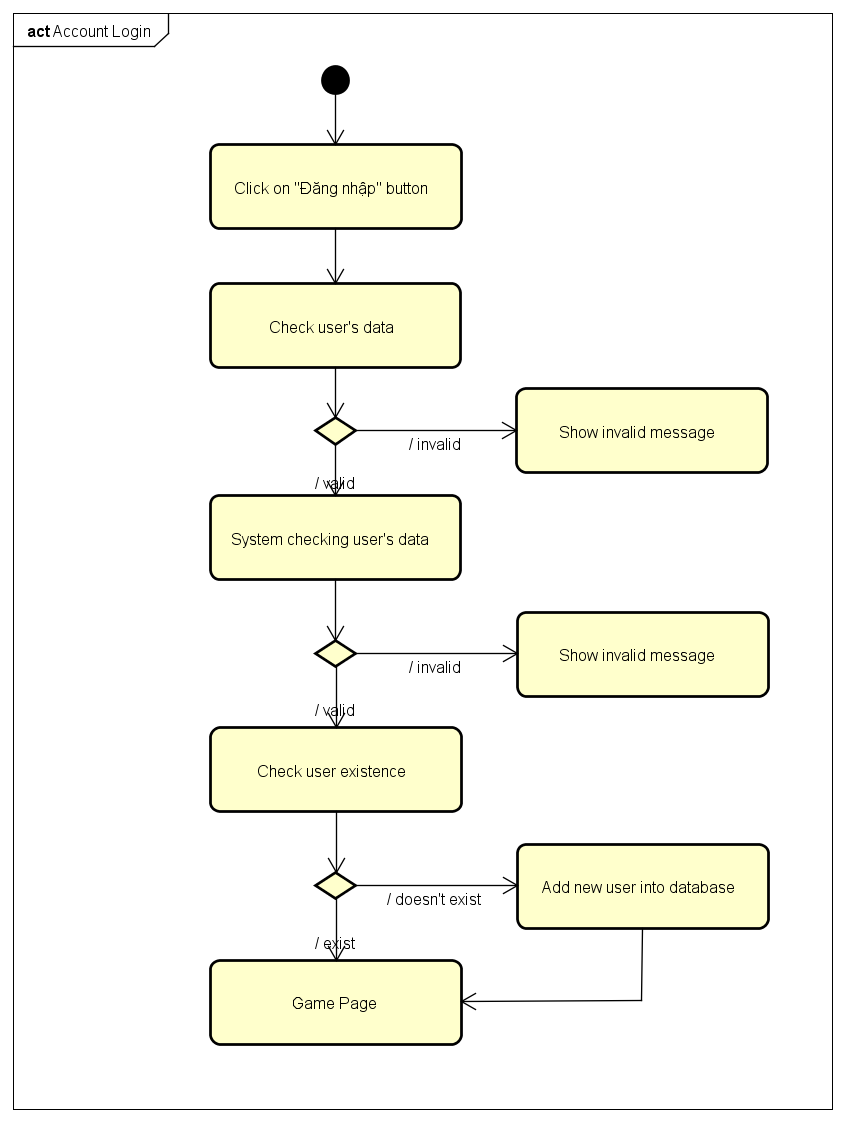 act Account Login
Click on "Đăng nhập" button
Check user's data
/ invalid
Show invalid message
/ valid
System checking user's data
/ invalid
Show invalid message
/ valid
Check user existence
/ doesn't exist
Add new user into database
/ exist
Game Page